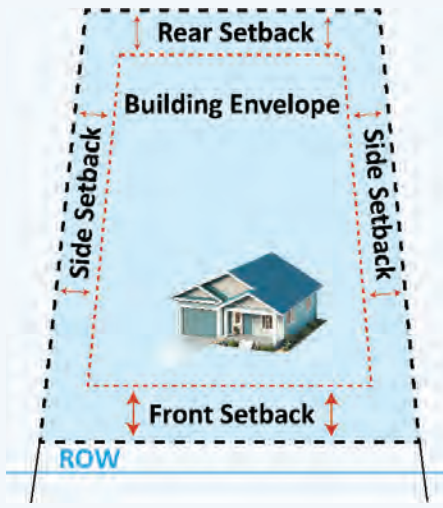 Rear Setback
Building Envelope
Side Setback
Side Setback
Front Setback
ROW